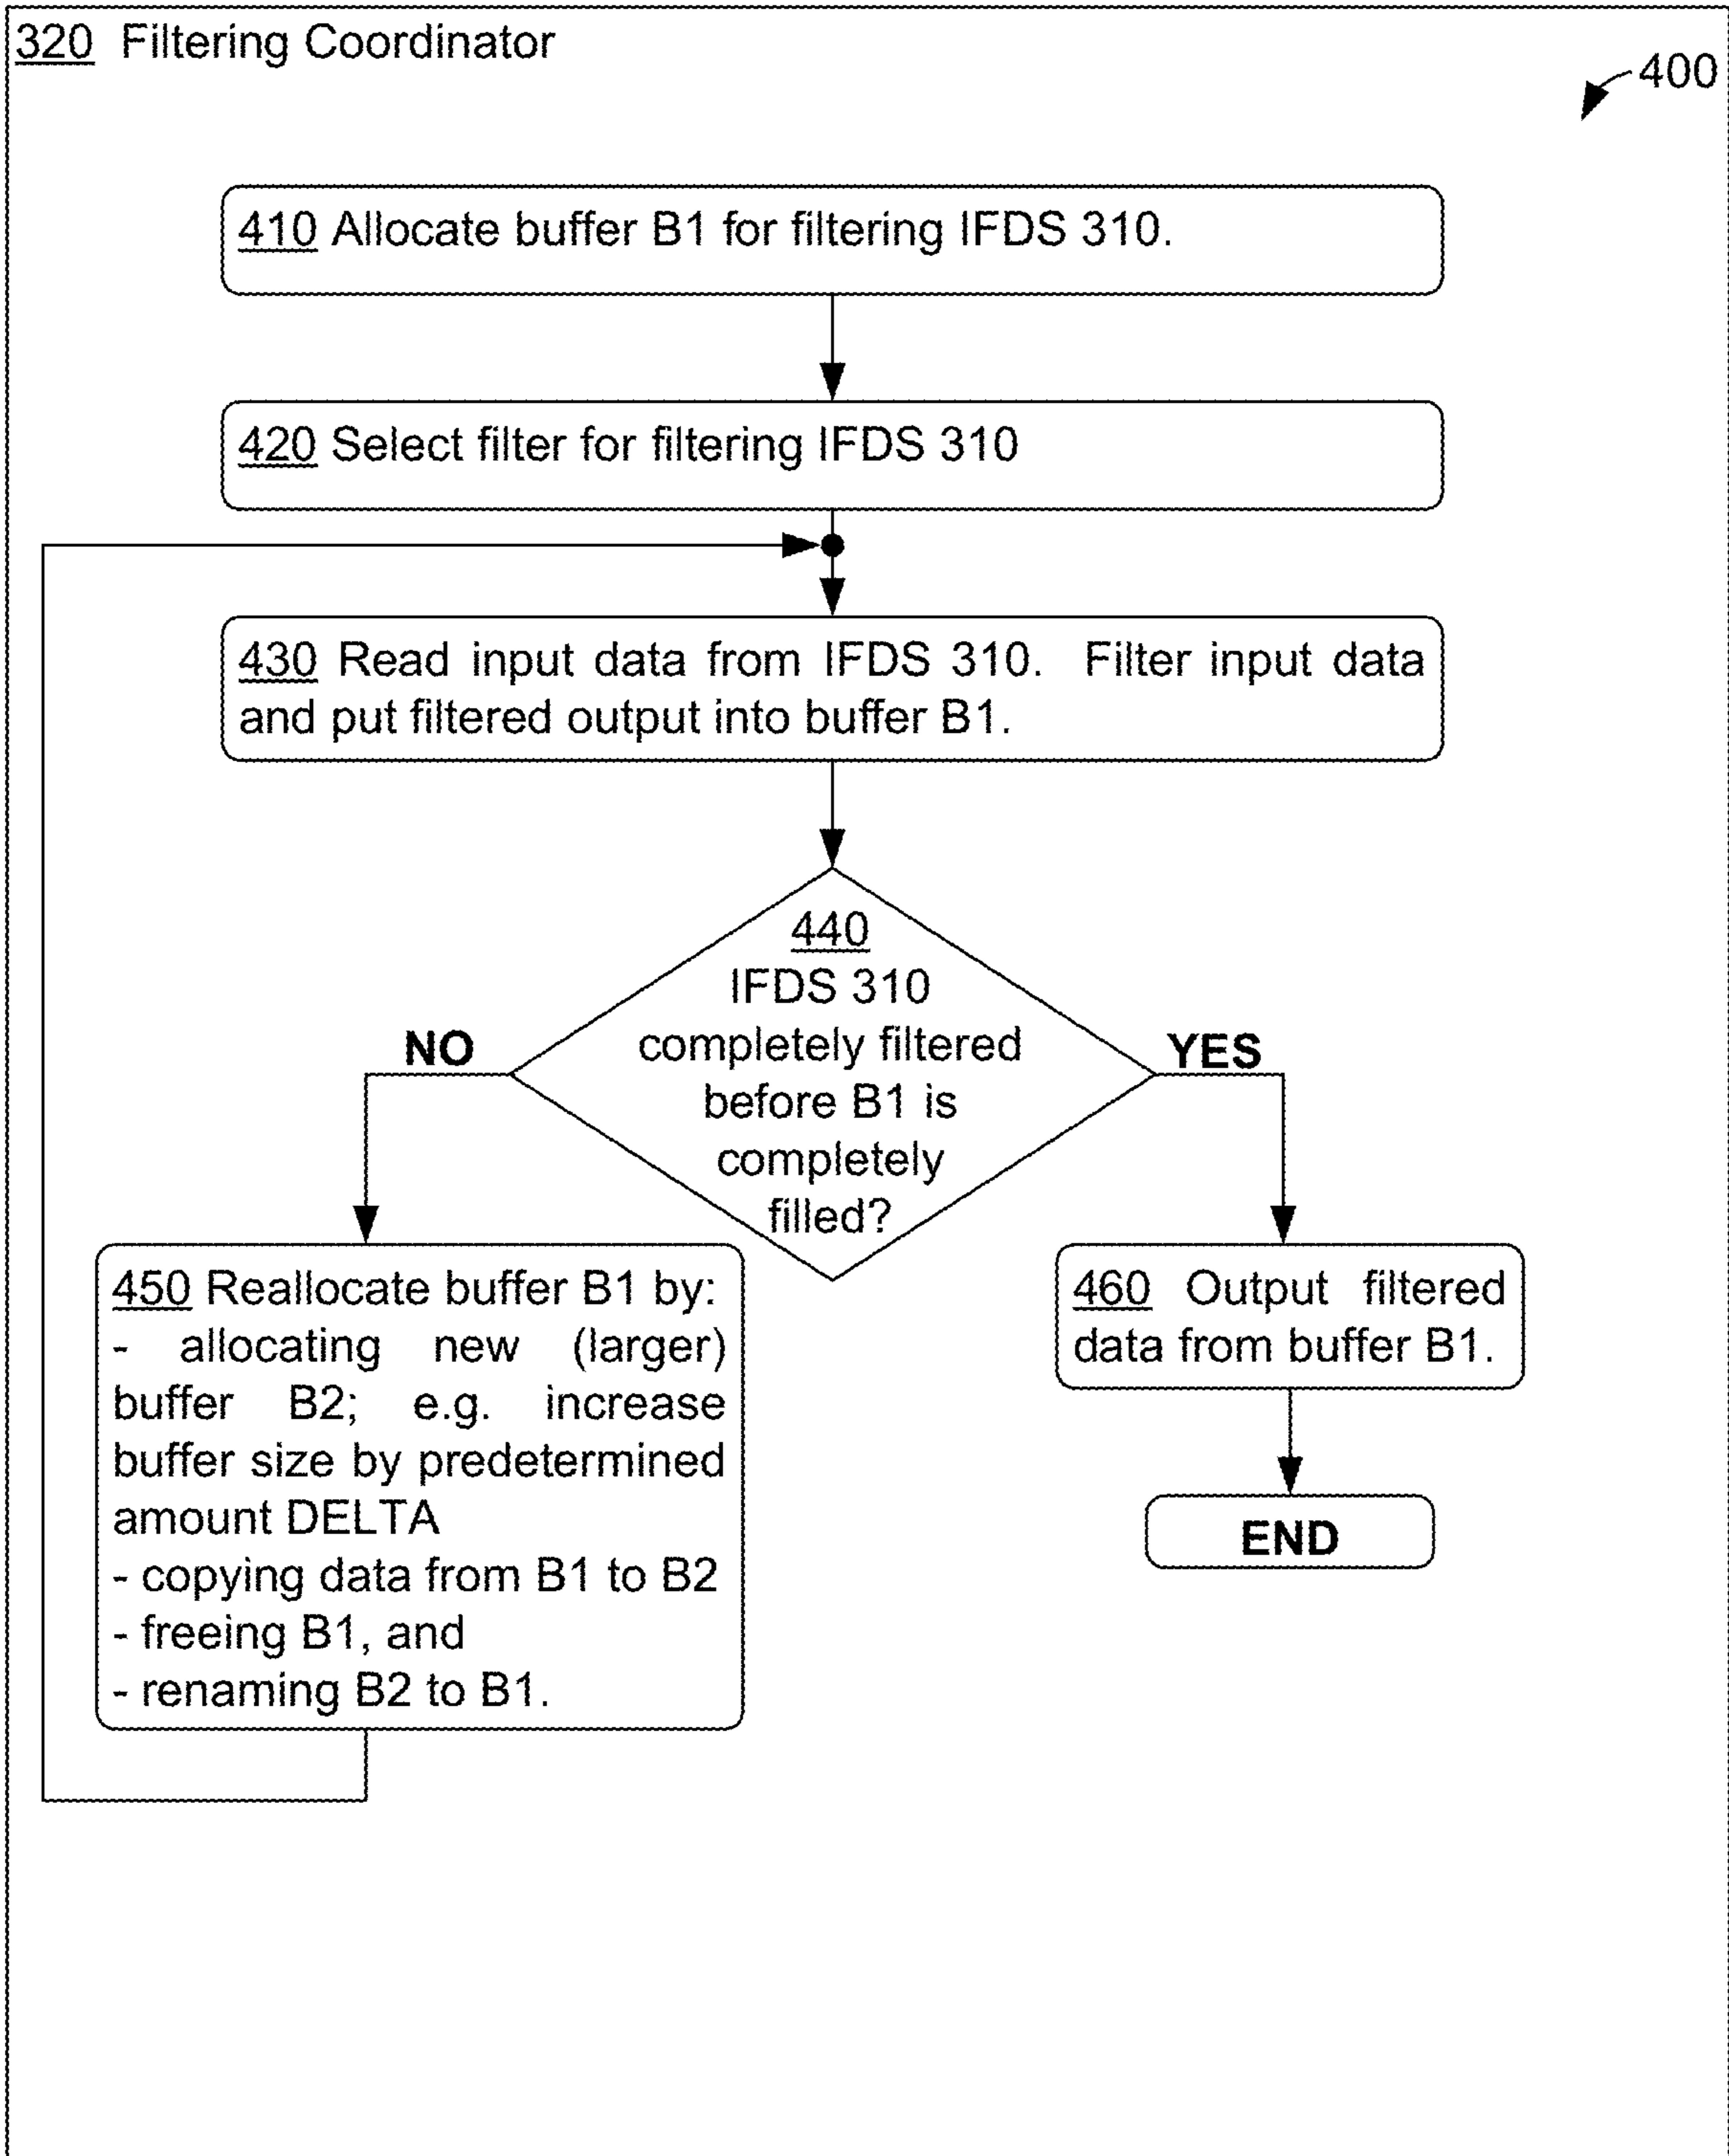 320 Filtering Coordinator
400
410 Allocate buffer B1 for filtering IFDS 310.
420 Select filter for filtering IFDS 310
430 Read input data from IFDS 310. Filter input data
and put filtered output into buffer B1.
440
IFDS 310
completely filtered
before B1 is
completely
filled?
NO
YES
450 Reallocate buffer B1 by:
- allocating new (larger)
buffer B2; e.g. increase
buffer size by predetermined
amount DELTA
- copying data from B1 to B2
- freeing B1, and
- renaming B2 to B1.
460 Output filtered
data from buffer B1.
END